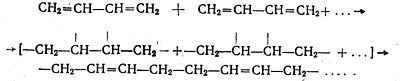 CH₂=CH-CH=CH₂ + CH₂=CH-CH=CH₂+ ...→
→[-CH₂-CH-CH-CH₂- +-CH₂-CH-CH-CH₂- +...]→
-CH₂-CH=CH-CH₂-CH₂-CH=CH-CH₂- .....